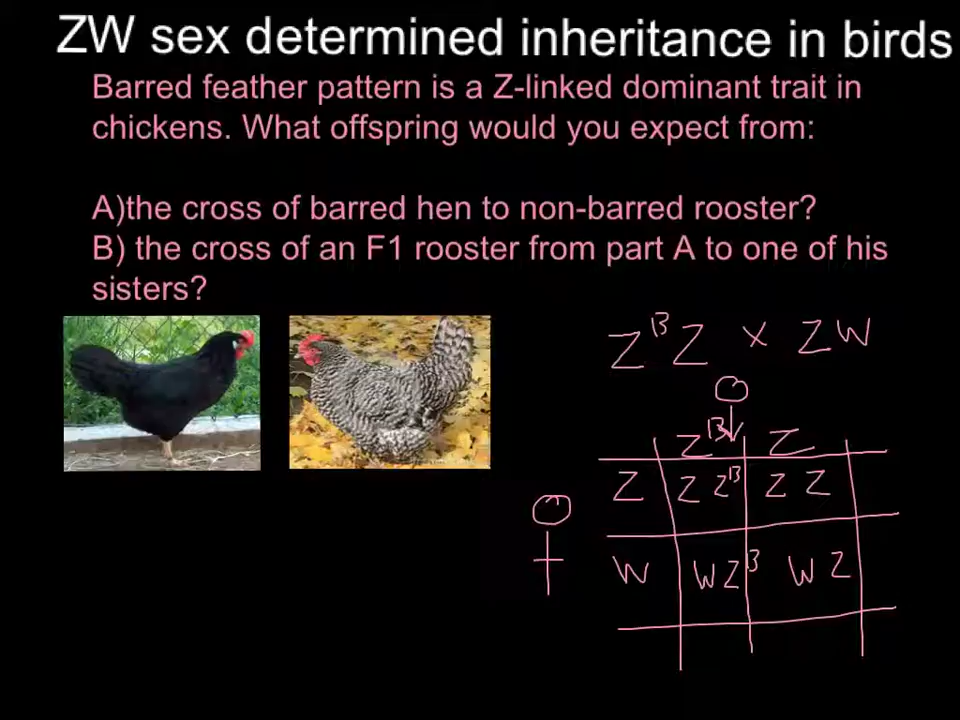 ZW sex determined inheritance in birds
Barred feather pattern is a Z-linked dominant trait in
chickens. What offspring would you expect from:
A)the cross of barred hen to non-barred rooster?
B) the cross of an F1 rooster from part A to one of his
sisters?
Z^B Z x ZW
Z^B Z
Z Z Z^B Z Z
W W Z^B W Z